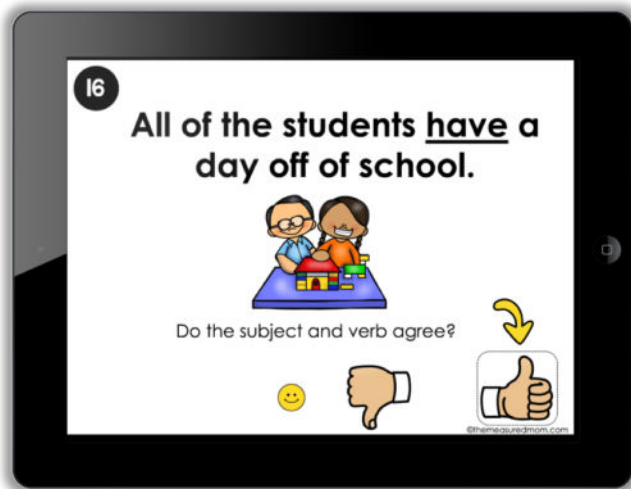 16
All of the students have a
day off of school.
Do the subject and verb agree?
©themeasuredmom.com